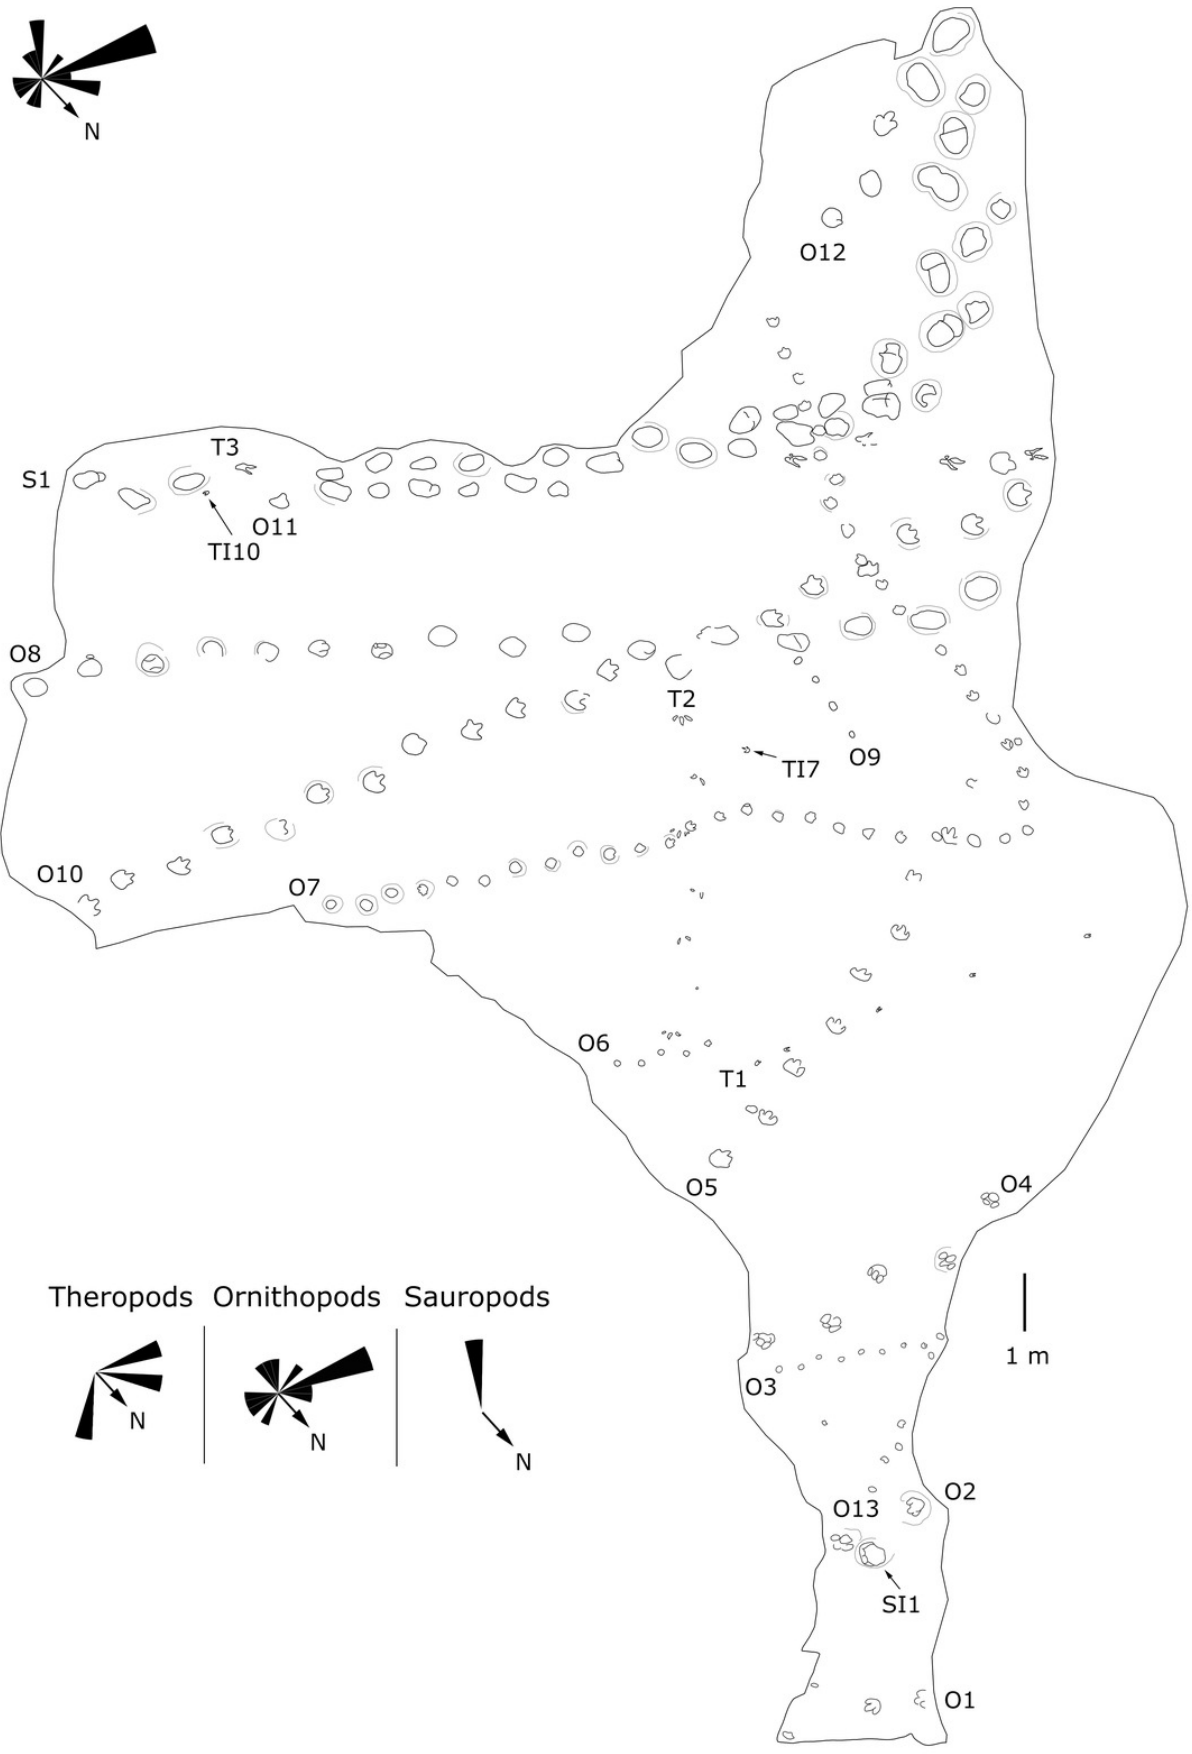 N
O12
T3
S1
O11
TI10
O8
T2
O9
TI7
O10
O7
O6
T1
O5
O4
Theropods Ornithopods Sauropods
1 m
O3
N
N
N
O2
O13
SI1
O1